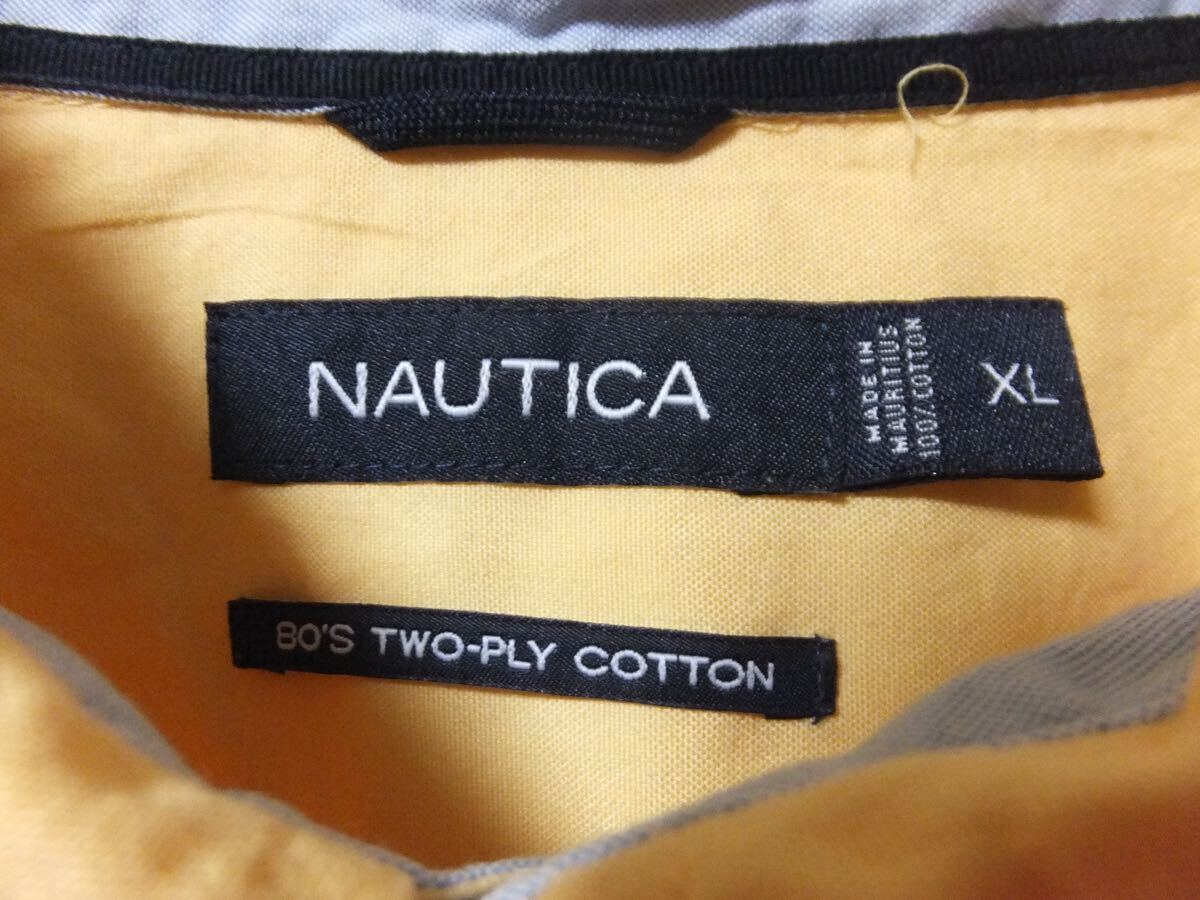 NAUTICA
MADE IN
MAURITIUS
100% COTTON
XL
80'S TWO-PLY COTTON